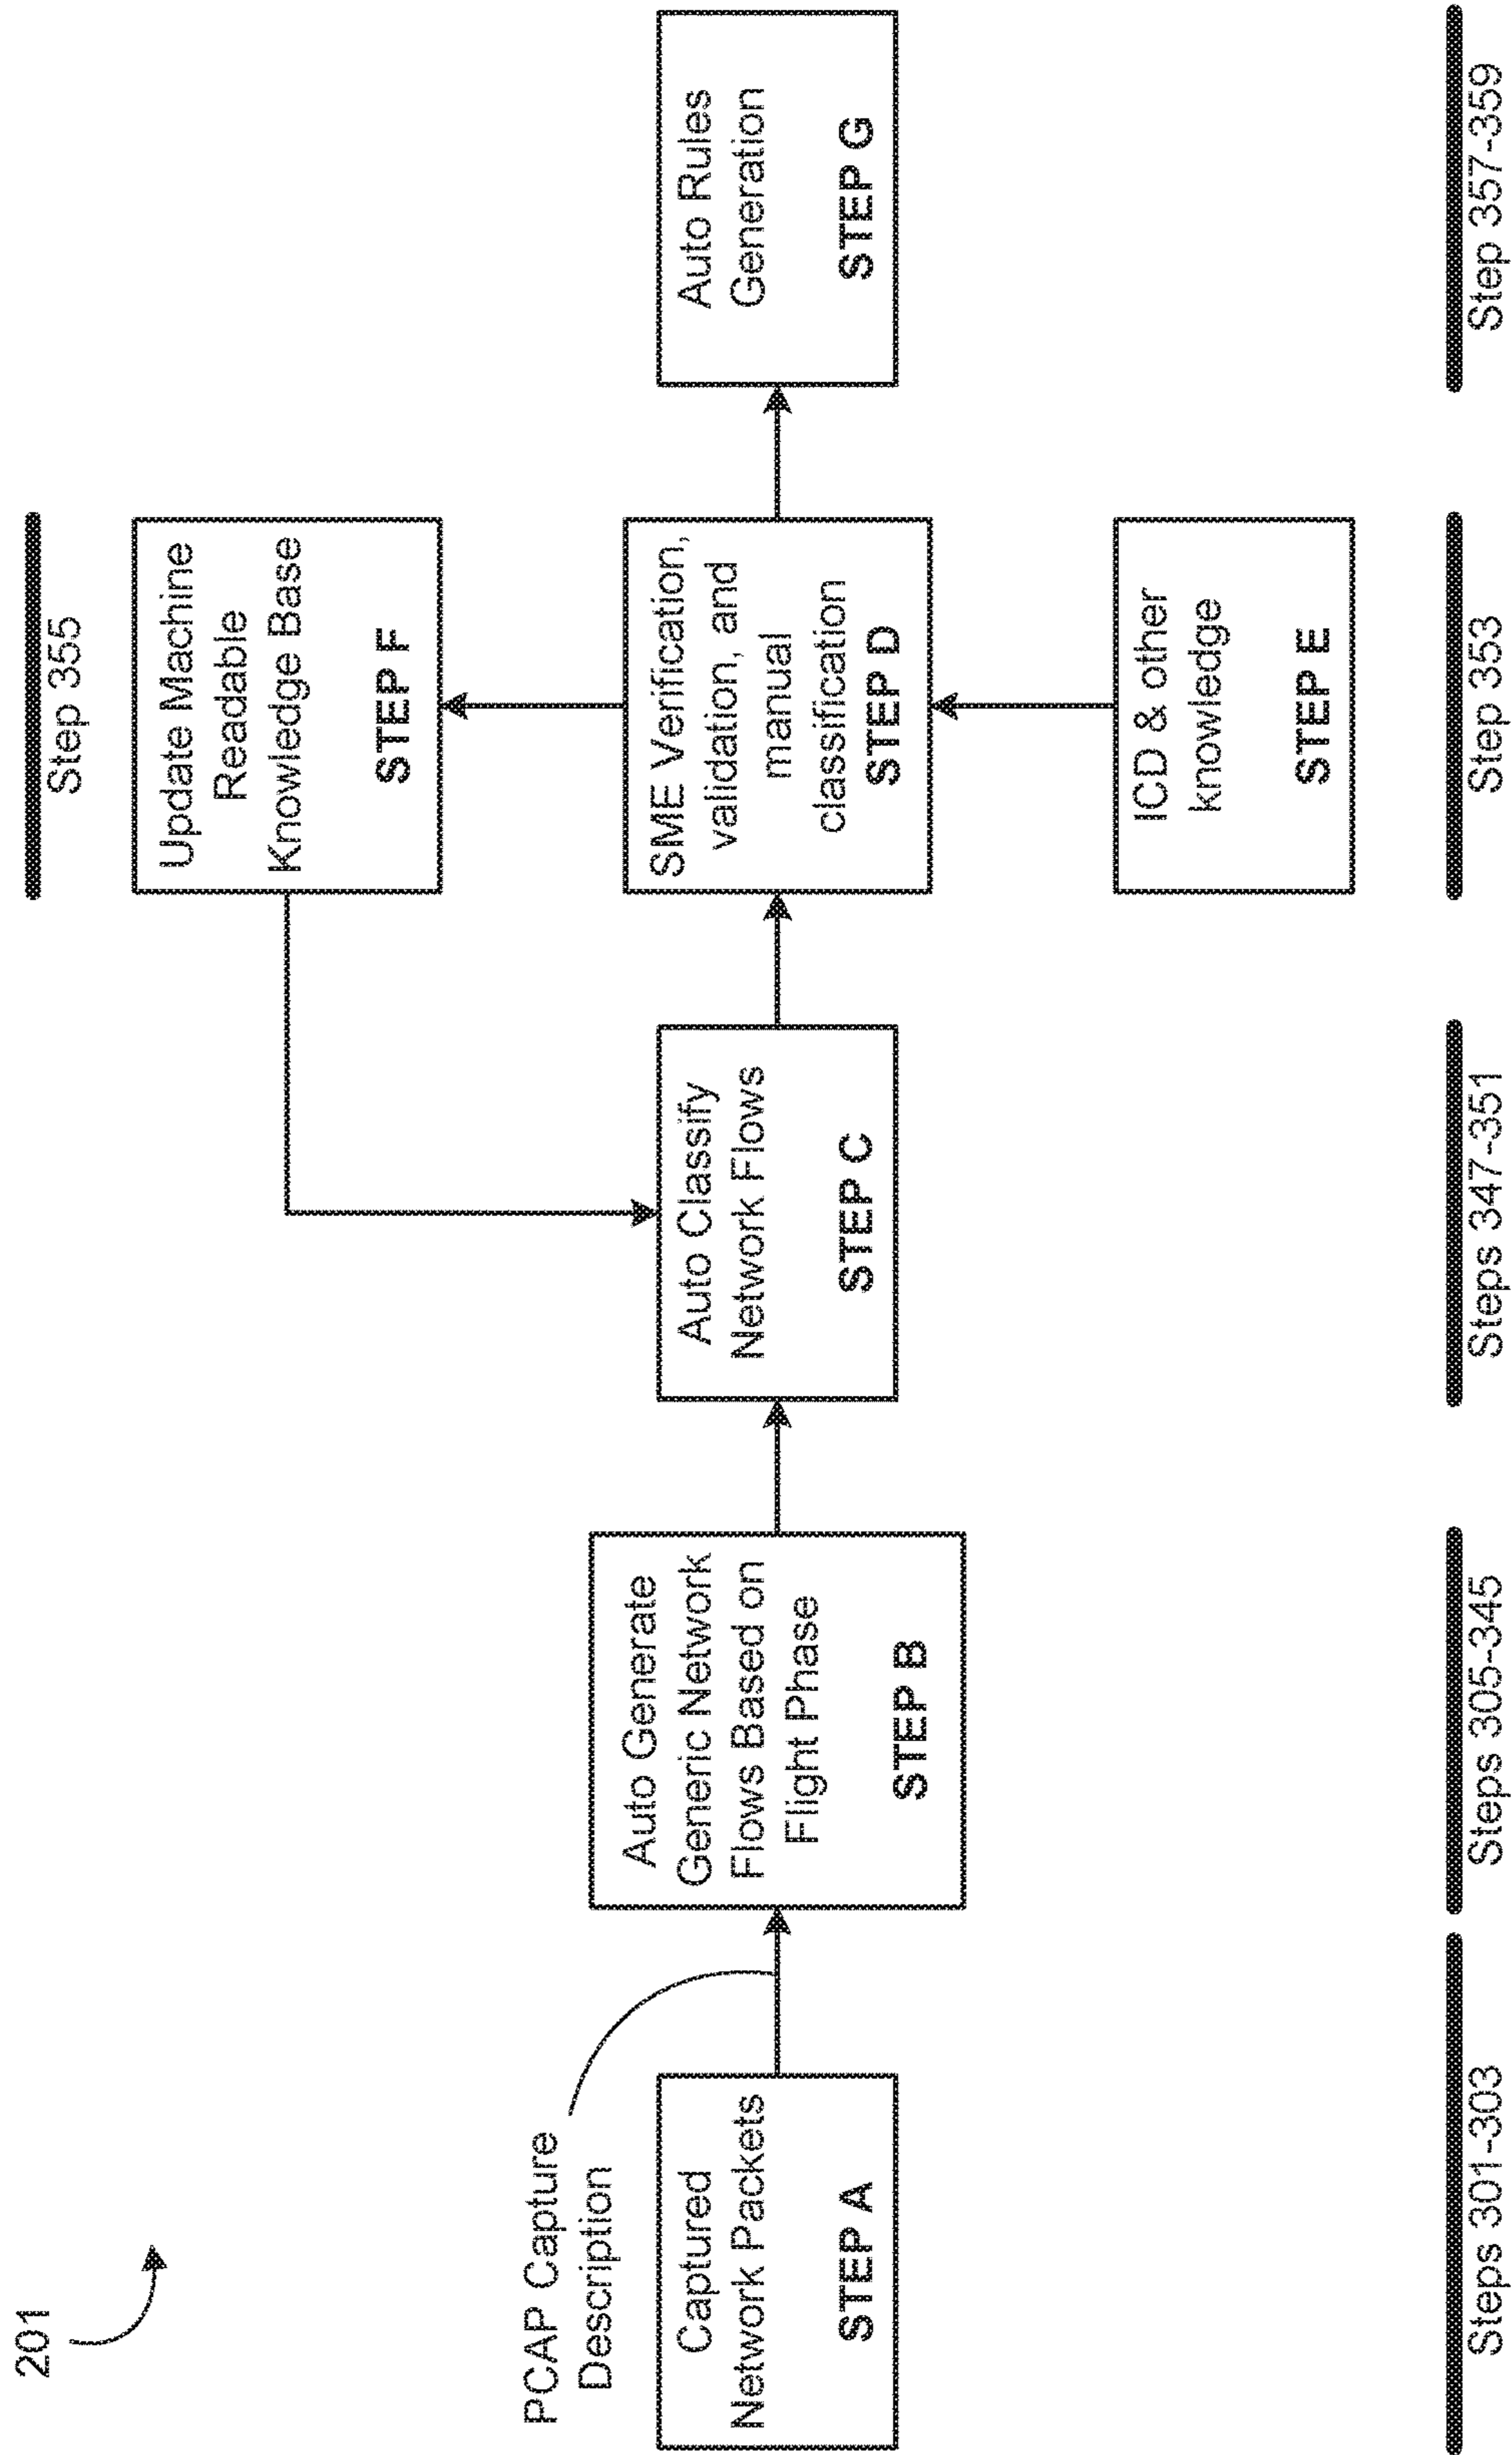 201
Step 355
Update Machine
Readable
Knowledge Base
STEP F
PCAP Capture
Description
Captured
Network Packets
STEP A
Auto Generate
Generic Network
Flows Based on
Flight Phase
STEP B
Auto Classify
Network Flows
STEP C
SME Verification,
validation, and
manual
classification
STEP D
Auto Rules
Generation
STEP G
ICD & other
knowledge
STEP E
Steps 301-303
Steps 305-345
Steps 347-351
Step 353
Step 357-359